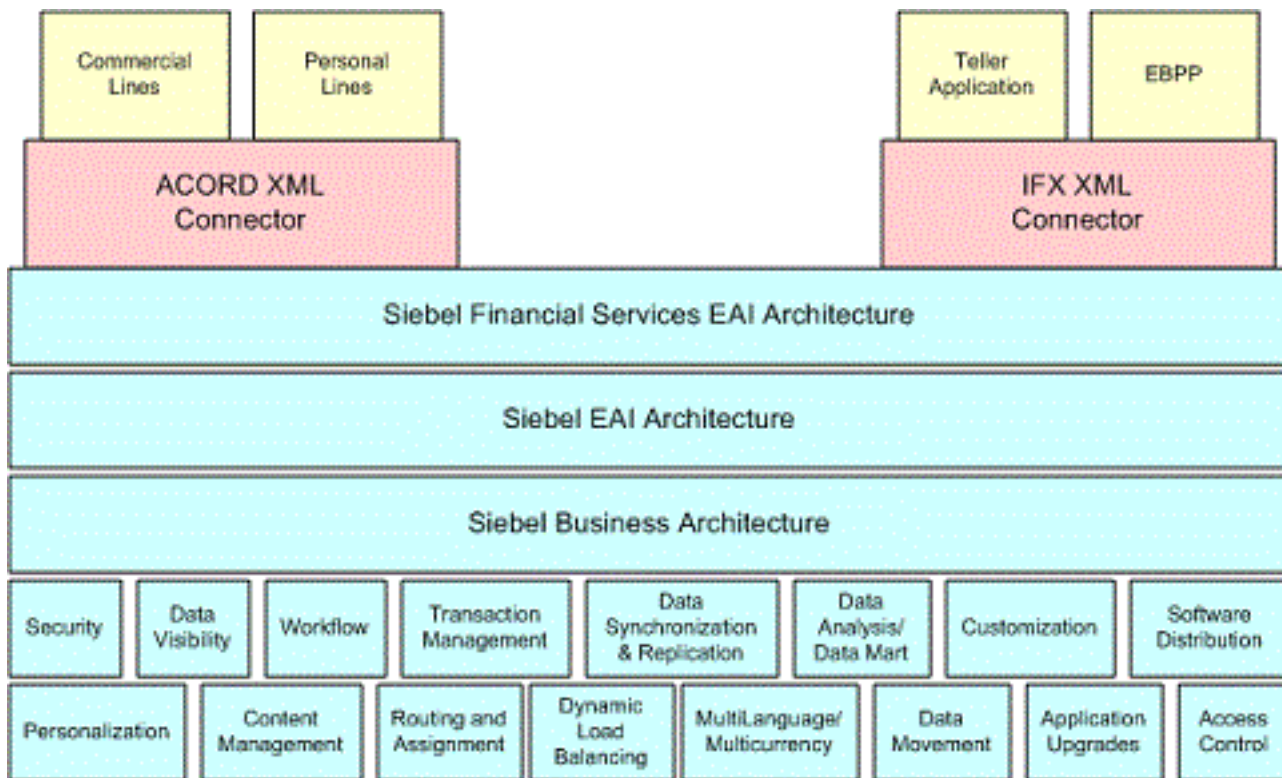 Commercial
Lines
Personal
Lines
Teller
Application
EBPP
ACORD XML
Connector
IFX XML
Connector
Siebel Financial Services EAI Architecture
Siebel EAI Architecture
Siebel Business Architecture
Security
Data
Visibility
Workflow
Transaction
Management
Data
Synchronization
& Replication
Data
Analysis/
Data Mart
Customization
Software
Distribution
Personalization
Content
Management
Routing and
Assignment
Dynamic
Load
Balancing
MultiLanguage/
Multicurrency
Data
Movement
Application
Upgrades
Access
Control